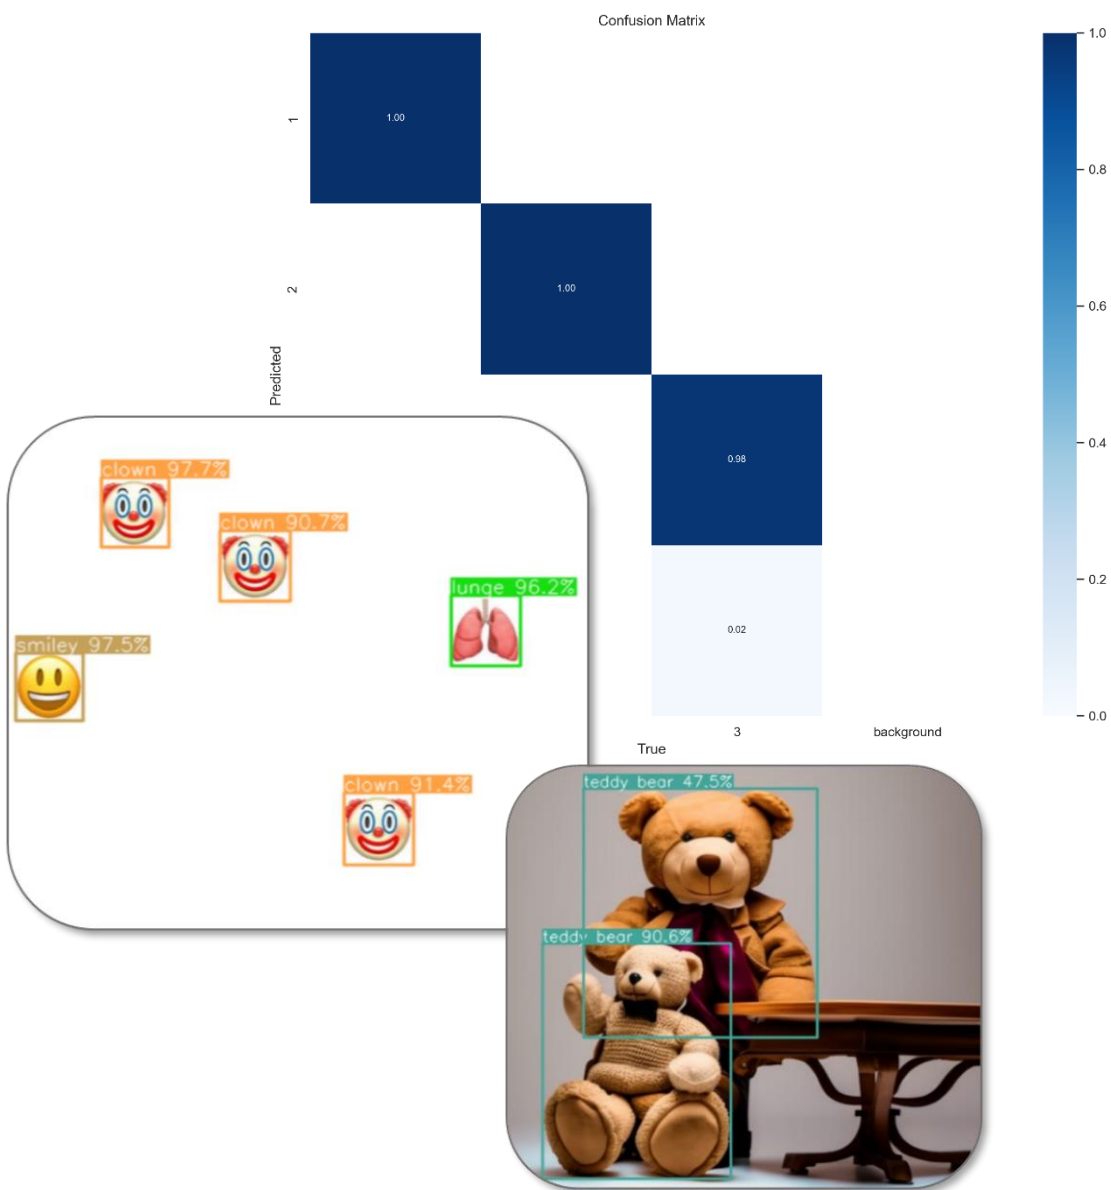 Confusion Matrix
1.0
1
1.00
0.8
2
1.00
0.6
Predicted
0.4
0.98
clown 97.7%
clown 90.7%
lunge 96.2%
0.2
0.02
smiley 97.5%
0.0
3
background
True
clown 91.4%
teddy bear 47.5%
teddy bear 90.6%